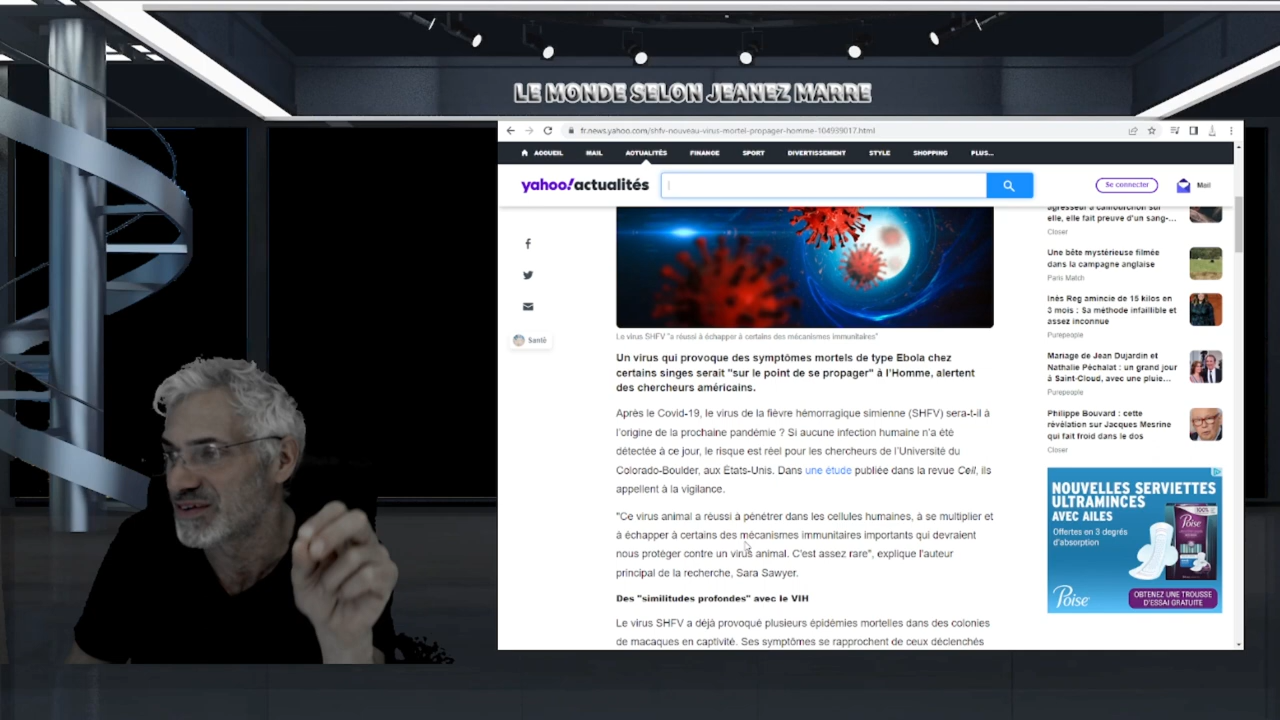 LE MONDE SELON JEANEZ MARRE
fr.news.yahoo.com/shfv-nouveau-virus-mortel-propager-homme-104939017.html
ACCUEIL MAIL ACTUALITÉS FINANCE SPORT DIVERTISSEMENT STYLE SHOPPING PLUS...
yahoo!actualités
Se connecter
Mail
Santé
Le virus SHFV "a réussi à échapper à certains des mécanismes immunitaires"
Un virus qui provoque des symptômes mortels de type Ebola chez
certains singes serait "sur le point de se propager" à l'Homme, alertent
des chercheurs américains.
Après le Covid-19, le virus de la fièvre hémorragique simienne (SHFV) sera-t-il à
l'origine de la prochaine pandémie ? Si aucune infection humaine n'a été
détectée à ce jour, le risque est réel pour les chercheurs de l'Université du
Colorado-Boulder, aux États-Unis. Dans une étude publiée dans la revue Cell, ils
appellent à la vigilance.
"Ce virus animal a réussi à pénétrer dans les cellules humaines, à se multiplier et
à échapper à certains des mécanismes immunitaires importants qui devraient
nous protéger contre un virus animal. C'est assez rare", explique l'auteur
principal de la recherche, Sara Sawyer.
Des "similitudes profondes" avec le VIH
Le virus SHFV a déjà provoqué plusieurs épidémies mortelles dans des colonies
de macaques en captivité. Ses symptômes se rapprochent de ceux déclenchés
agresseur à califourchon sur
elle, elle fait preuve d'un sang-...
Closer
Une bête mystérieuse filmée
dans la campagne anglaise
Paris Match
Inès Reg amincie de 15 kilos en
3 mois : Sa méthode infaillible et
assez inconnue
Purepeople
Mariage de Jean Dujardin et
Nathalie Péchalat : un grand jour
à Saint-Cloud, avec une pluie...
Purepeople
Philippe Bouvard : cette
révélation sur Jacques Mesrine
qui fait froid dans le dos
Closer
NOUVELLES SERVIETTES
ULTRAMINCES
AVEC AILES
Offertes en 3 degrés
d'absorption
Poise
100%
Poise
OBTENEZ UNE TROUSSE
D'ESSAI GRATUITE